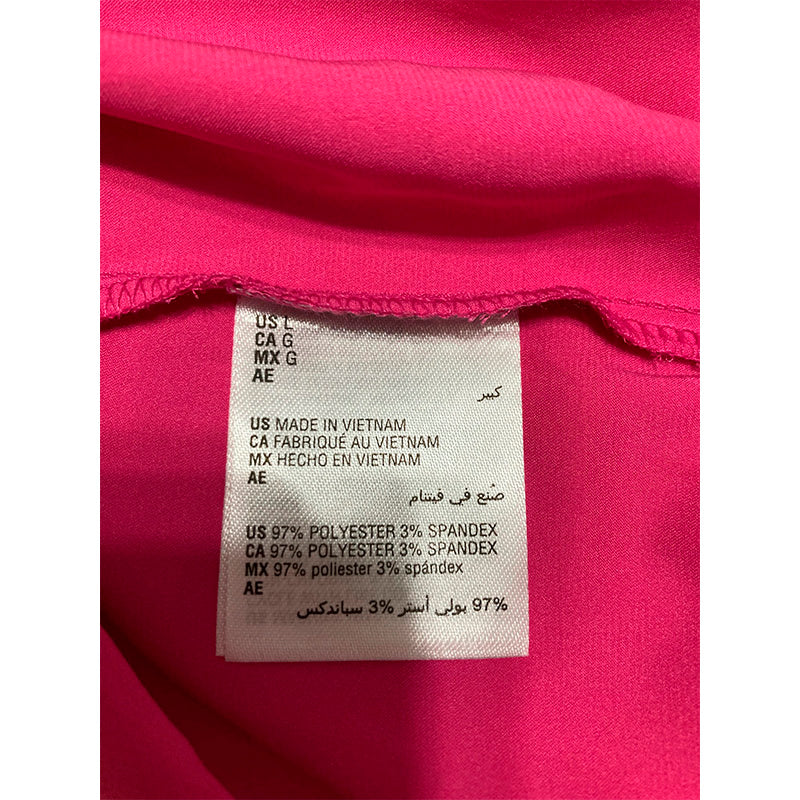 US L
CA G
MX G
AE
كبير
US MADE IN VIETNAM
CA FABRIQUÉ AU VIETNAM
MX HECHO EN VIETNAM
AE
صُنع في فيتنام
US 97% POLYESTER 3% SPANDEX
CA 97% POLYESTER 3% SPANDEX
MX 97% poliester 3% spándex
AE
97% بولي أستر 3% سباندكس